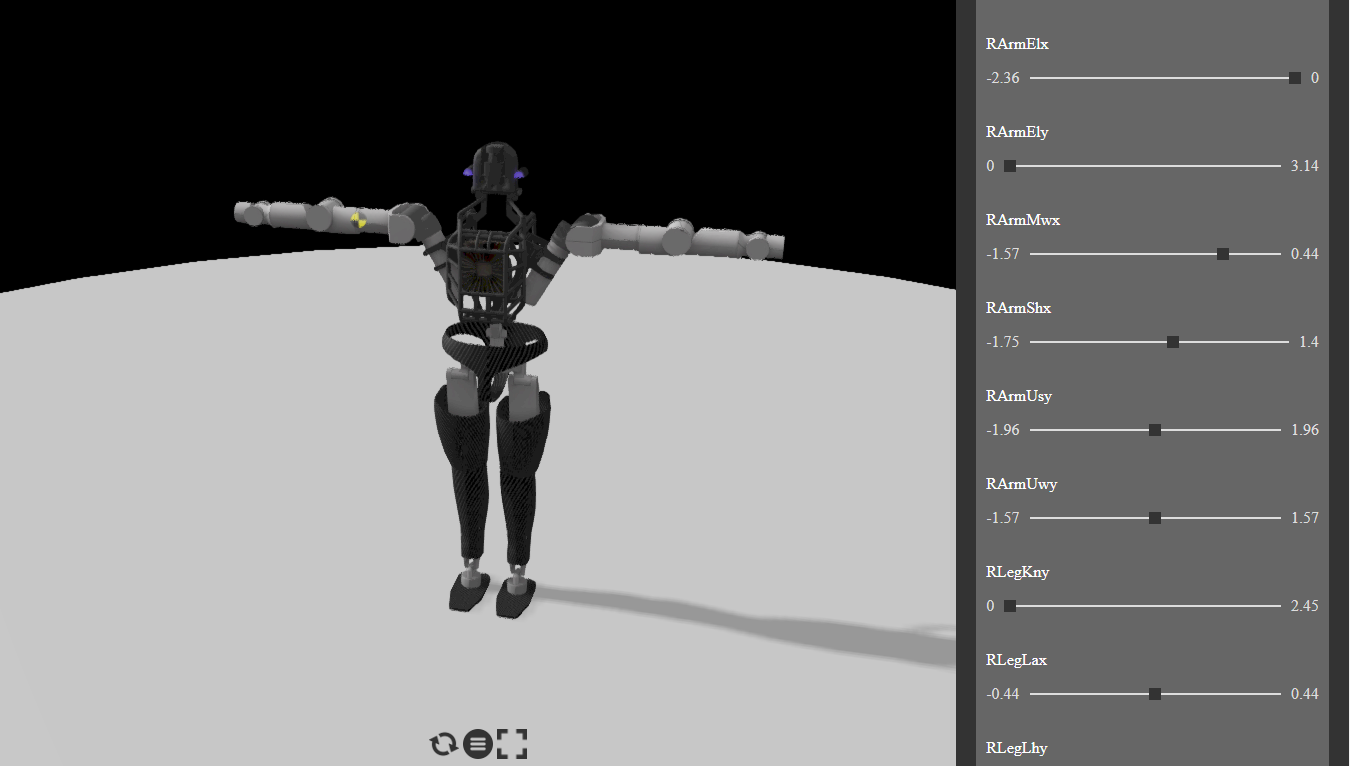 RArmElx
-2.36 0
RArmEly
0 3.14
RArmMwx
-1.57 0.44
RArmShx
-1.75 1.4
RArmUsy
-1.96 1.96
RArmUwy
-1.57 1.57
RLegKny
0 2.45
RLegLax
-0.44 0.44
RLegLhy